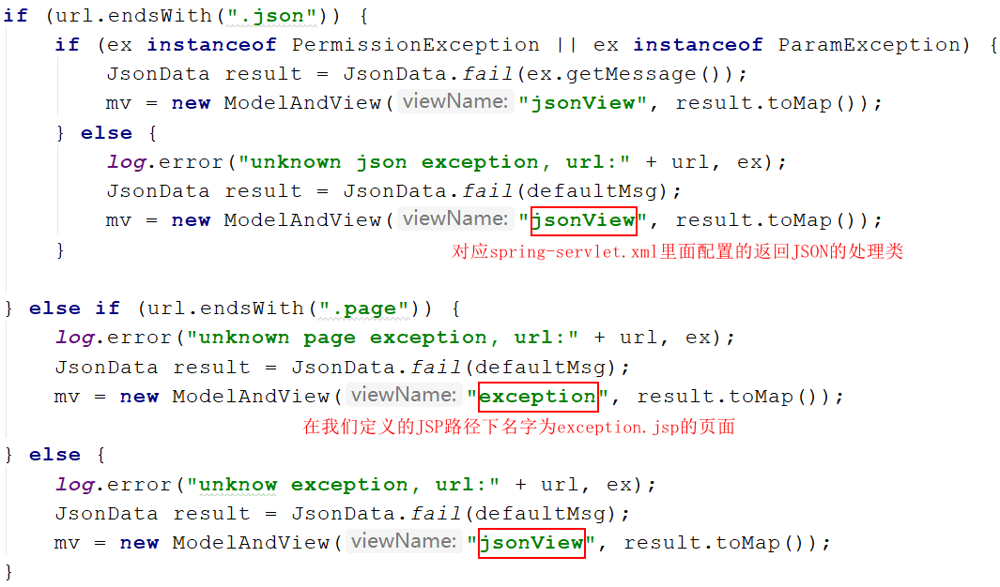 if (url.endsWith(".json")) {
if (ex instanceof PermissionException || ex instanceof ParamException) {
JsonData result = JsonData.fail(ex.getMessage());
mv = new ModelAndView( viewName: "jsonView", result.toMap());
} else {
log.error("unknown json exception, url:" + url, ex);
JsonData result = JsonData.fail(defaultMsg);
mv = new ModelAndView( viewName: "jsonView", result.toMap());
}
对应spring-servlet.xml里面配置的返回JSON的处理类
} else if (url.endsWith(".page")) {
log.error("unknown page exception, url:" + url, ex);
JsonData result = JsonData.fail(defaultMsg);
mv = new ModelAndView( viewName: "exception", result.toMap());
在我们定义的JSP路径下名字为exception.jsp的页面
} else {
log.error("unknow exception, url:" + url, ex);
JsonData result = JsonData.fail(defaultMsg);
mv = new ModelAndView( viewName: "jsonView", result.toMap());
}